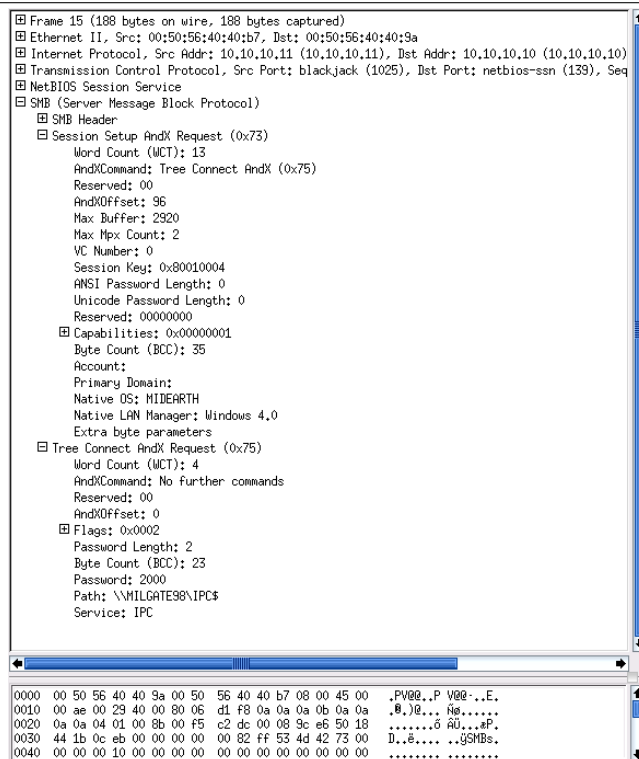 Frame 15 (188 bytes on wire, 188 bytes captured)
Ethernet II, Src: 00:50:56:40:40:b7, Dst: 00:50:56:40:40:9a
Internet Protocol, Src Addr: 10.10.10.11 (10.10.10.11), Dst Addr: 10.10.10.10 (10.10.10.10)
Transmission Control Protocol, Src Port: blackjack (1025), Dst Port: netbios-ssn (139), Seq
NetBIOS Session Service
SMB (Server Message Block Protocol)
SMB Header
Session Setup AndX Request (0x73)
Word Count (WCT): 13
AndXCommand: Tree Connect AndX (0x75)
Reserved: 00
AndXOffset: 96
Max Buffer: 2920
Max Mpx Count: 2
VC Number: 0
Session Key: 0x80010004
ANSI Password Length: 0
Unicode Password Length: 0
Reserved: 00000000
Capabilities: 0x00000001
Byte Count (BCC): 35
Account:
Primary Domain:
Native OS: MIDEARTH
Native LAN Manager: Windows 4.0
Extra byte parameters
Tree Connect AndX Request (0x75)
Word Count (WCT): 4
AndXCommand: No further commands
Reserved: 00
AndXOffset: 0
Flags: 0x0002
Password Length: 2
Byte Count (BCC): 23
Password: 2000
Path: \\MILGATE98\IPC$
Service: IPC
0000 00 50 56 40 40 9a 00 50 56 40 40 b7 08 00 45 00 .PV@@..P V@@·..E.
0010 00 ae 00 29 40 00 80 06 d1 f8 0a 0a 0a 0b 0a 0a .®.)@... Ñø......
0020 0a 0a 04 01 00 8b 00 f5 c2 dc 00 08 9c e6 50 18 .......õ ÂÜ...æP.
0030 44 1b 0c eb 00 00 00 00 00 82 ff 53 4d 42 73 00 D..ë.... ..ÿSMBs.
0040 00 00 00 10 00 00 00 00 00 00 00 00 00 00 00 00 ........ ........